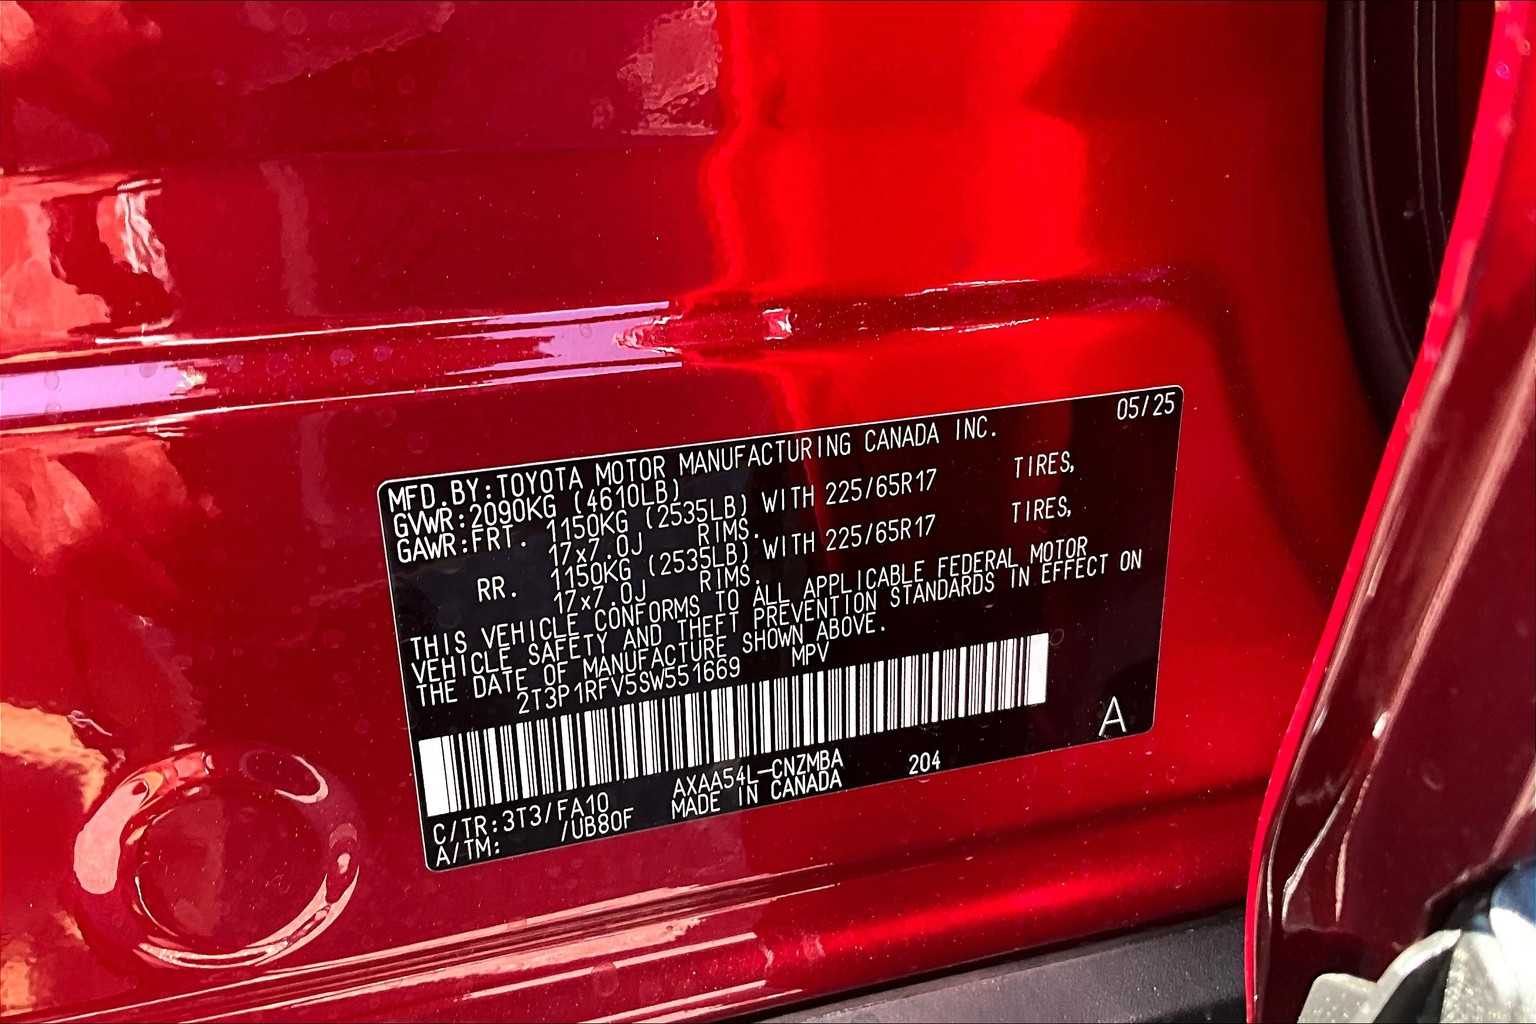 05/25
MFD.BY:TOYOTA MOTOR MANUFACTURING CANADA INC.
GVWR:2090KG (4610LB)
GAWR:FRT. 1150KG (2535LB) WITH 225/65R17 TIRES,
17x7.0J RIMS.
RR. 1150KG (2535LB) WITH 225/65R17 TIRES,
17x7.0J RIMS.
THIS VEHICLE CONFORMS TO ALL APPLICABLE FEDERAL MOTOR
VEHICLE SAFETY AND THEFT PREVENTION STANDARDS IN EFFECT ON
THE DATE OF MANUFACTURE SHOWN ABOVE.
2T3P1RFV5SW551669 MPV
A
C/TR:3T3/FA10 AXAA54L-CNZMBA 204
A/TM: /UB80F MADE IN CANADA